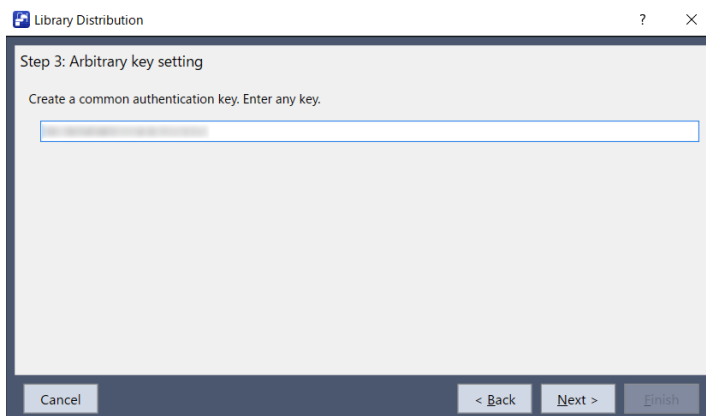 Library Distribution
?
Step 3: Arbitrary key setting
Create a common authentication key. Enter any key.
Cancel
< Back
Next >
Finish